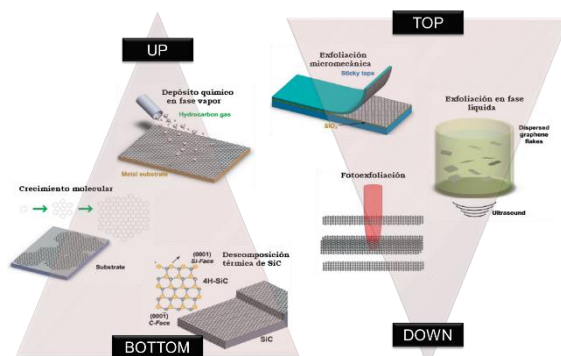 UP
Depósito químico
en fase vapor
Hydrocarbon gas
Metal substrate
Crecimiento molecular
Substrate
Descomposición
térmica de SiC
(0001)
Si-Face
4H-SiC
(0001̅)
C-Face
SiC
BOTTOM
TOP
Exfoliación
micromecánica
Sticky tape
SiO₂
Exfoliación en fase
líquida
Dispersed
graphene
flakes
Ultrasound
Fotoexfoliación
DOWN